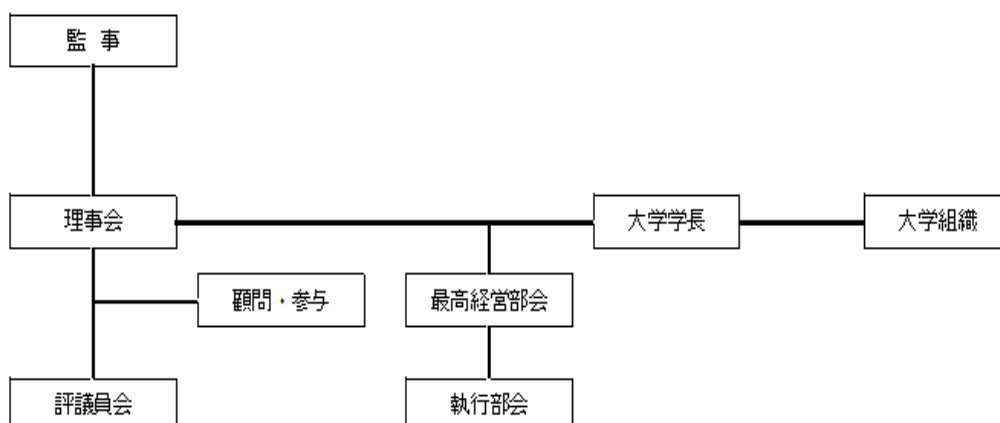 監 事
理事会
大学学長
大学組織
顧問・参与
最高経営部会
評議員会
執行部会